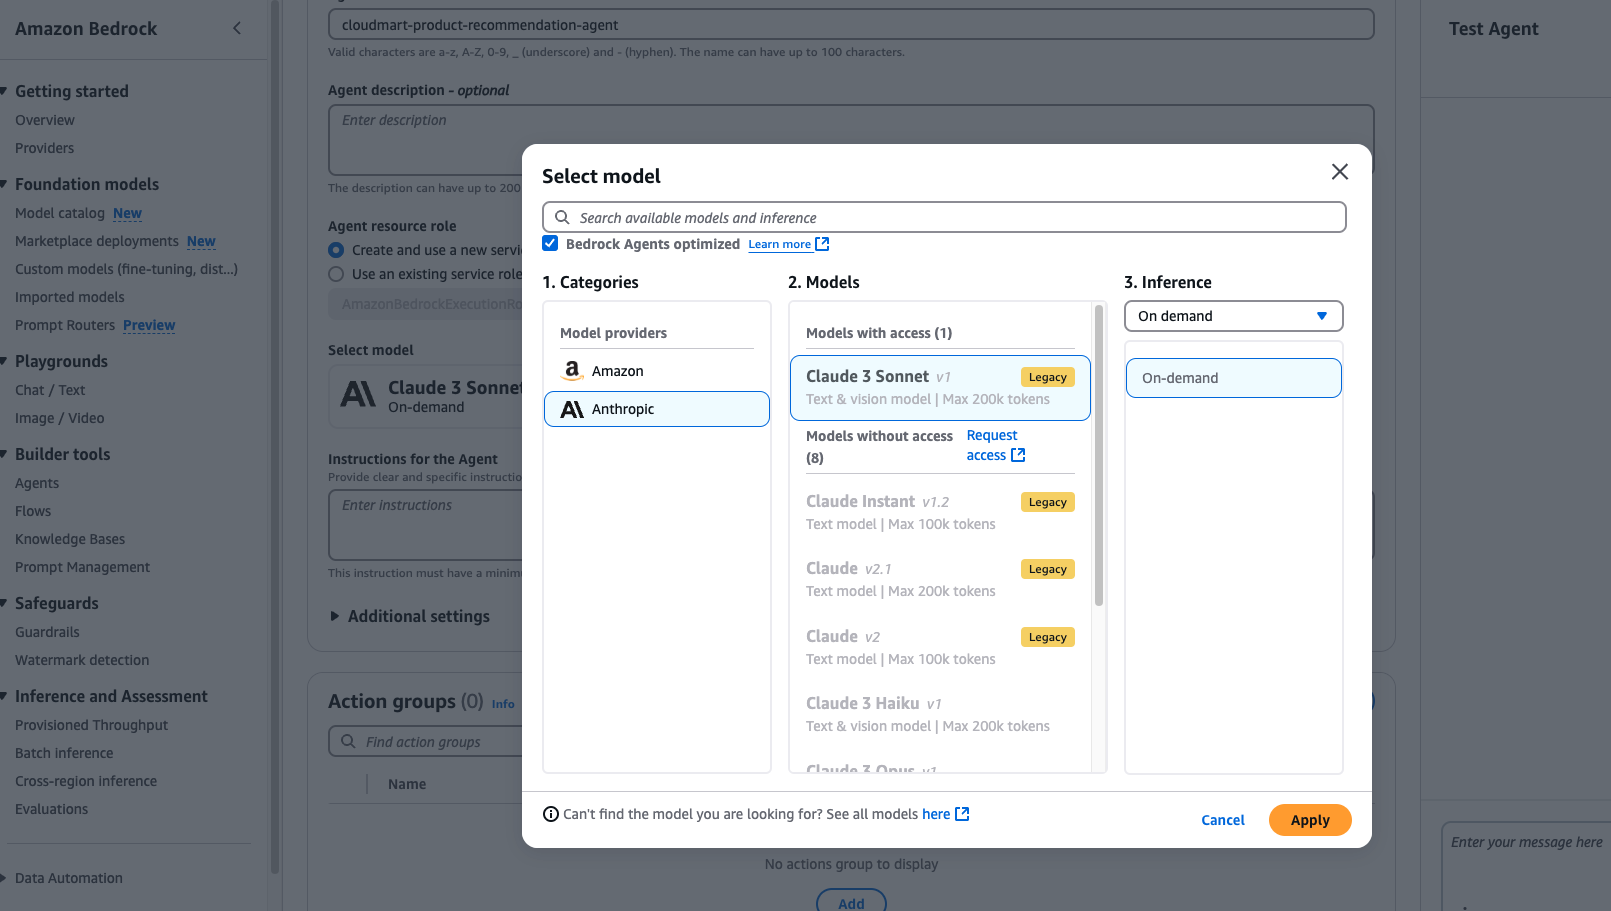 Amazon Bedrock
Getting started
Overview
Providers
Foundation models
Model catalog New
Marketplace deployments New
Custom models (fine-tuning, dist...)
Imported models
Prompt Routers Preview
Playgrounds
Chat / Text
Image / Video
Builder tools
Agents
Flows
Knowledge Bases
Prompt Management
Safeguards
Guardrails
Watermark detection
Inference and Assessment
Provisioned Throughput
Batch inference
Cross-region inference
Evaluations
Data Automation
cloudmart-product-recommendation-agent
Valid characters are a-z, A-Z, 0-9, _ (underscore) and - (hyphen). The name can have up to 100 characters.
Agent description - optional
Enter description
The description can have up to 200
Agent resource role
Create and use a new servi
Use an existing service role
AmazonBedrockExecutionRo
Select model
Claude 3 Sonnet
On-demand
Instructions for the Agent
Provide clear and specific instructio
Enter instructions
This instruction must have a minim
Additional settings
Action groups (0) Info
Find action groups
Name
No actions group to display
Add
Select model
Search available models and inference
Bedrock Agents optimized Learn more
1. Categories
Model providers
Amazon
Anthropic
2. Models
Models with access (1)
Claude 3 Sonnet v1 Legacy
Text & vision model | Max 200k tokens
Models without access Request
(8) access
Claude Instant v1.2 Legacy
Text model | Max 100k tokens
Claude v2.1 Legacy
Text model | Max 200k tokens
Claude v2 Legacy
Text model | Max 100k tokens
Claude 3 Haiku v1
Text & vision model | Max 200k tokens
Claude 3 Opus v1
3. Inference
On demand
On-demand
Can't find the model you are looking for? See all models here
Cancel
Apply
Test Agent
Enter your message here